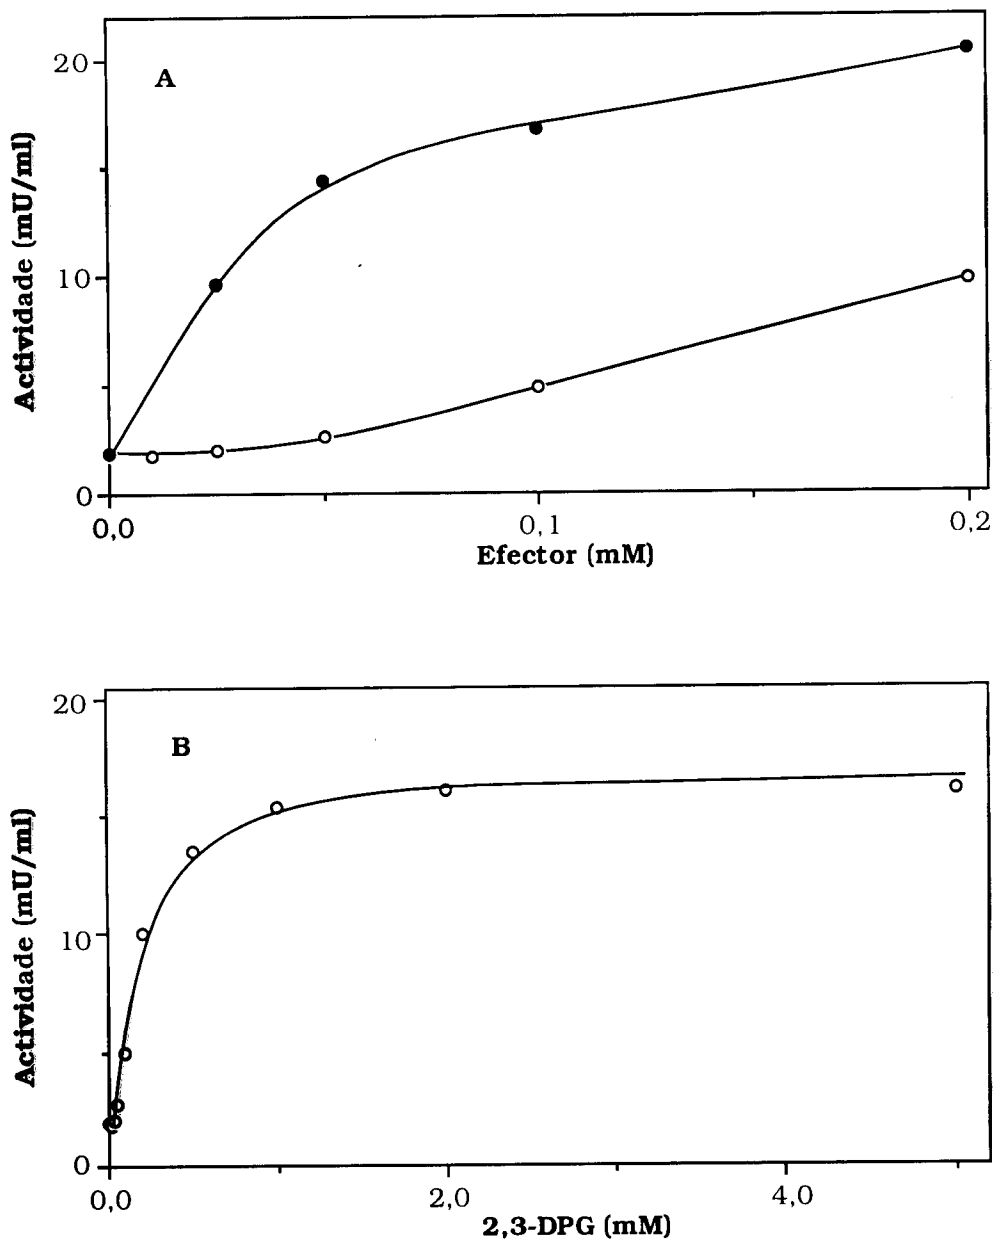 A
20
10
0
Actividade (mU/ml)
0,0
0,1
0,2
Efector (mM)
B
20
10
0
Actividade (mU/ml)
0,0
2,0
4,0
2,3-DPG (mM)